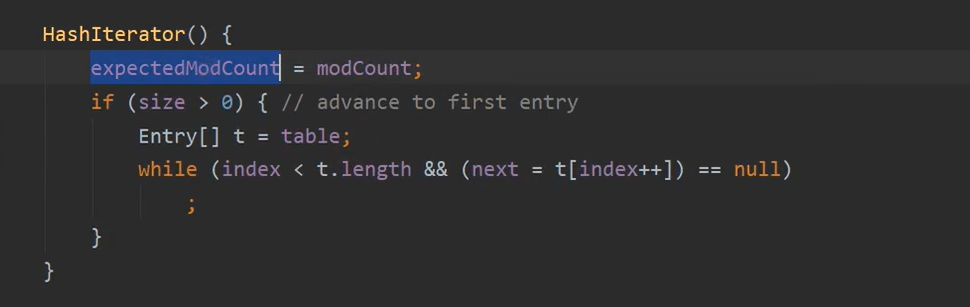 HashIterator() {
expectedModCount = modCount;
if (size > 0) { // advance to first entry
Entry[] t = table;
while (index < t.length && (next = t[index++]) == null)
;
}
}